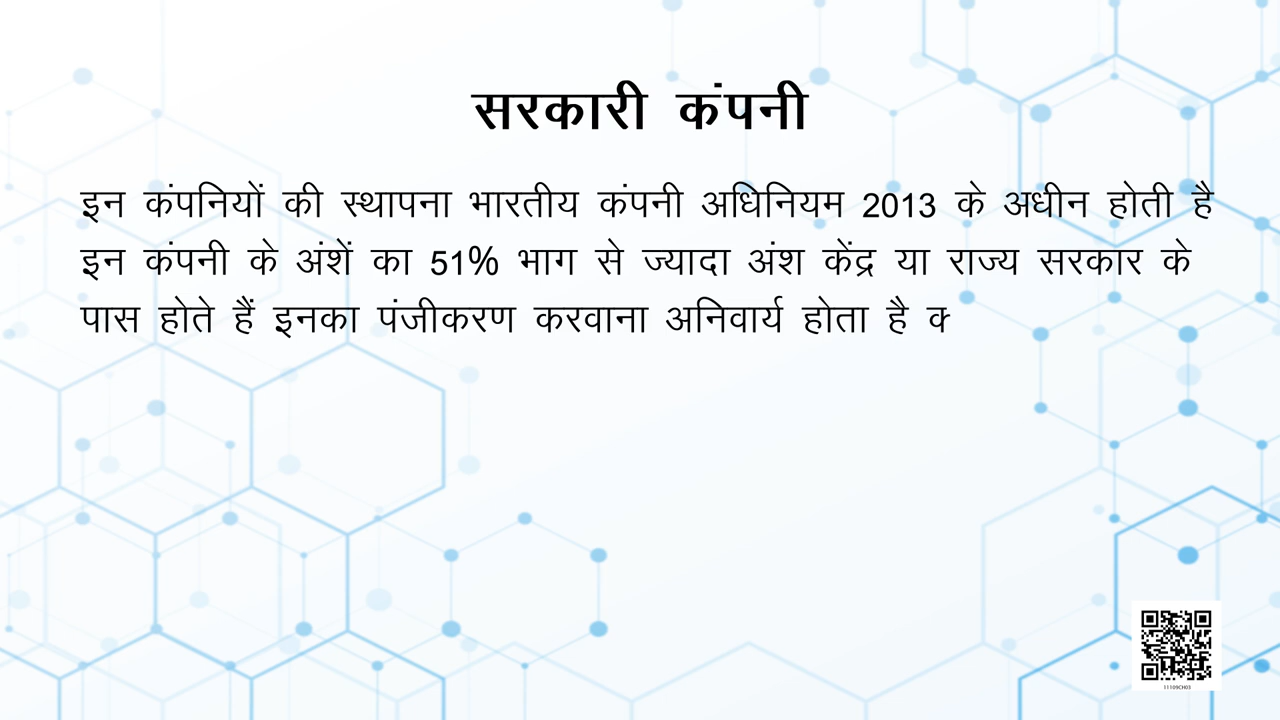 सरकारी कंपनी
इन कंपनियों की स्थापना भारतीय कंपनी अधिनियम 2013 के अधीन होती है
इन कंपनी के अंशें का 51% भाग से ज्यादा अंश केंद्र या राज्य सरकार के
पास होते हैं इनका पंजीकरण करवाना अनिवार्य होता है क
11109CH03